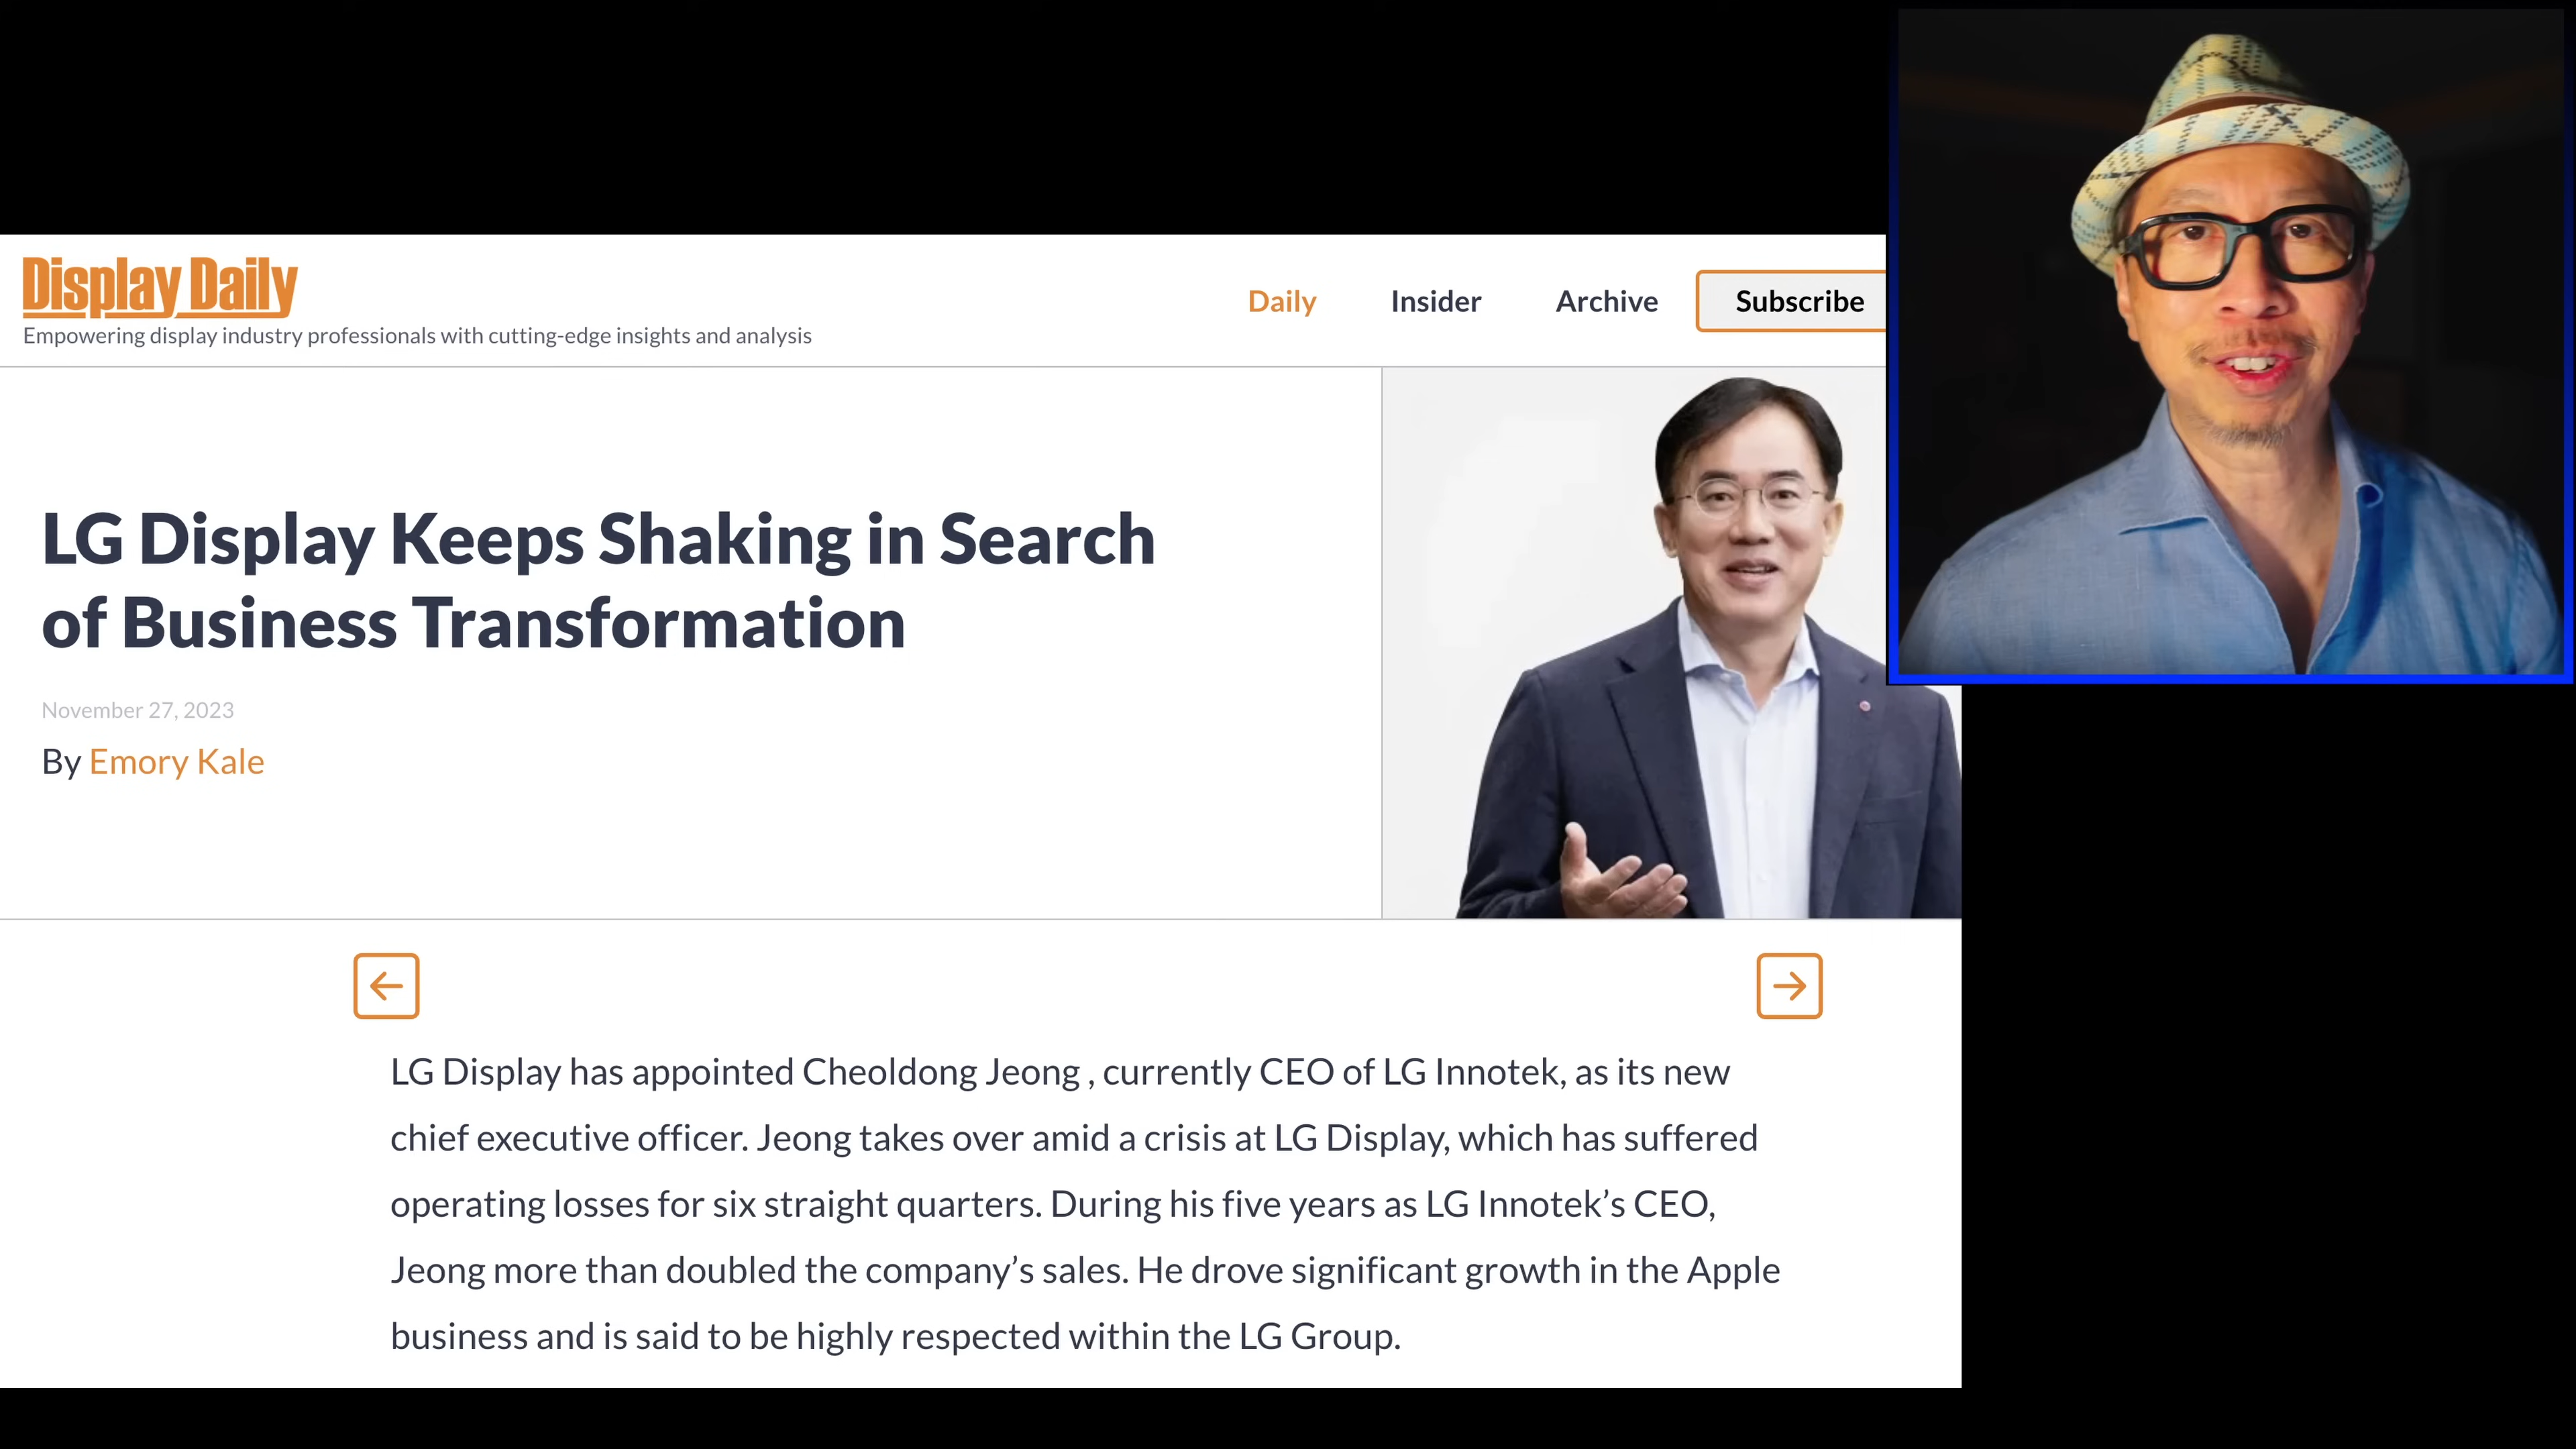 Display Daily
Empowering display industry professionals with cutting-edge insights and analysis
Daily Insider Archive Subscribe
LG Display Keeps Shaking in Search
of Business Transformation
November 27, 2023
By Emory Kale
LG Display has appointed Cheoldong Jeong , currently CEO of LG Innotek, as its new
chief executive officer. Jeong takes over amid a crisis at LG Display, which has suffered
operating losses for six straight quarters. During his five years as LG Innotek’s CEO,
Jeong more than doubled the company’s sales. He drove significant growth in the Apple
business and is said to be highly respected within the LG Group.